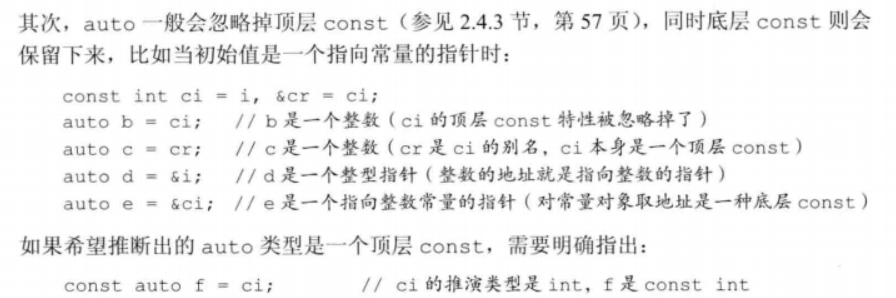 其次，auto 一般会忽略掉顶层 const（参见 2.4.3 节，第 57 页），同时底层 const 则会
保留下来，比如当初始值是一个指向常量的指针时：
const int ci = i, &cr = ci;
auto b = ci; // b 是一个整数（ci 的顶层 const 特性被忽略掉了）
auto c = cr; // c 是一个整数（cr 是 ci 的别名，ci 本身是一个顶层 const）
auto d = &i; // d 是一个整型指针（整数的地址就是指向整数的指针）
auto e = &ci; // e 是一个指向整数常量的指针（对常量对象取地址是一种底层 const）
如果希望推断出的 auto 类型是一个顶层 const，需要明确指出：
const auto f = ci; // ci 的推演类型是 int，f 是 const int